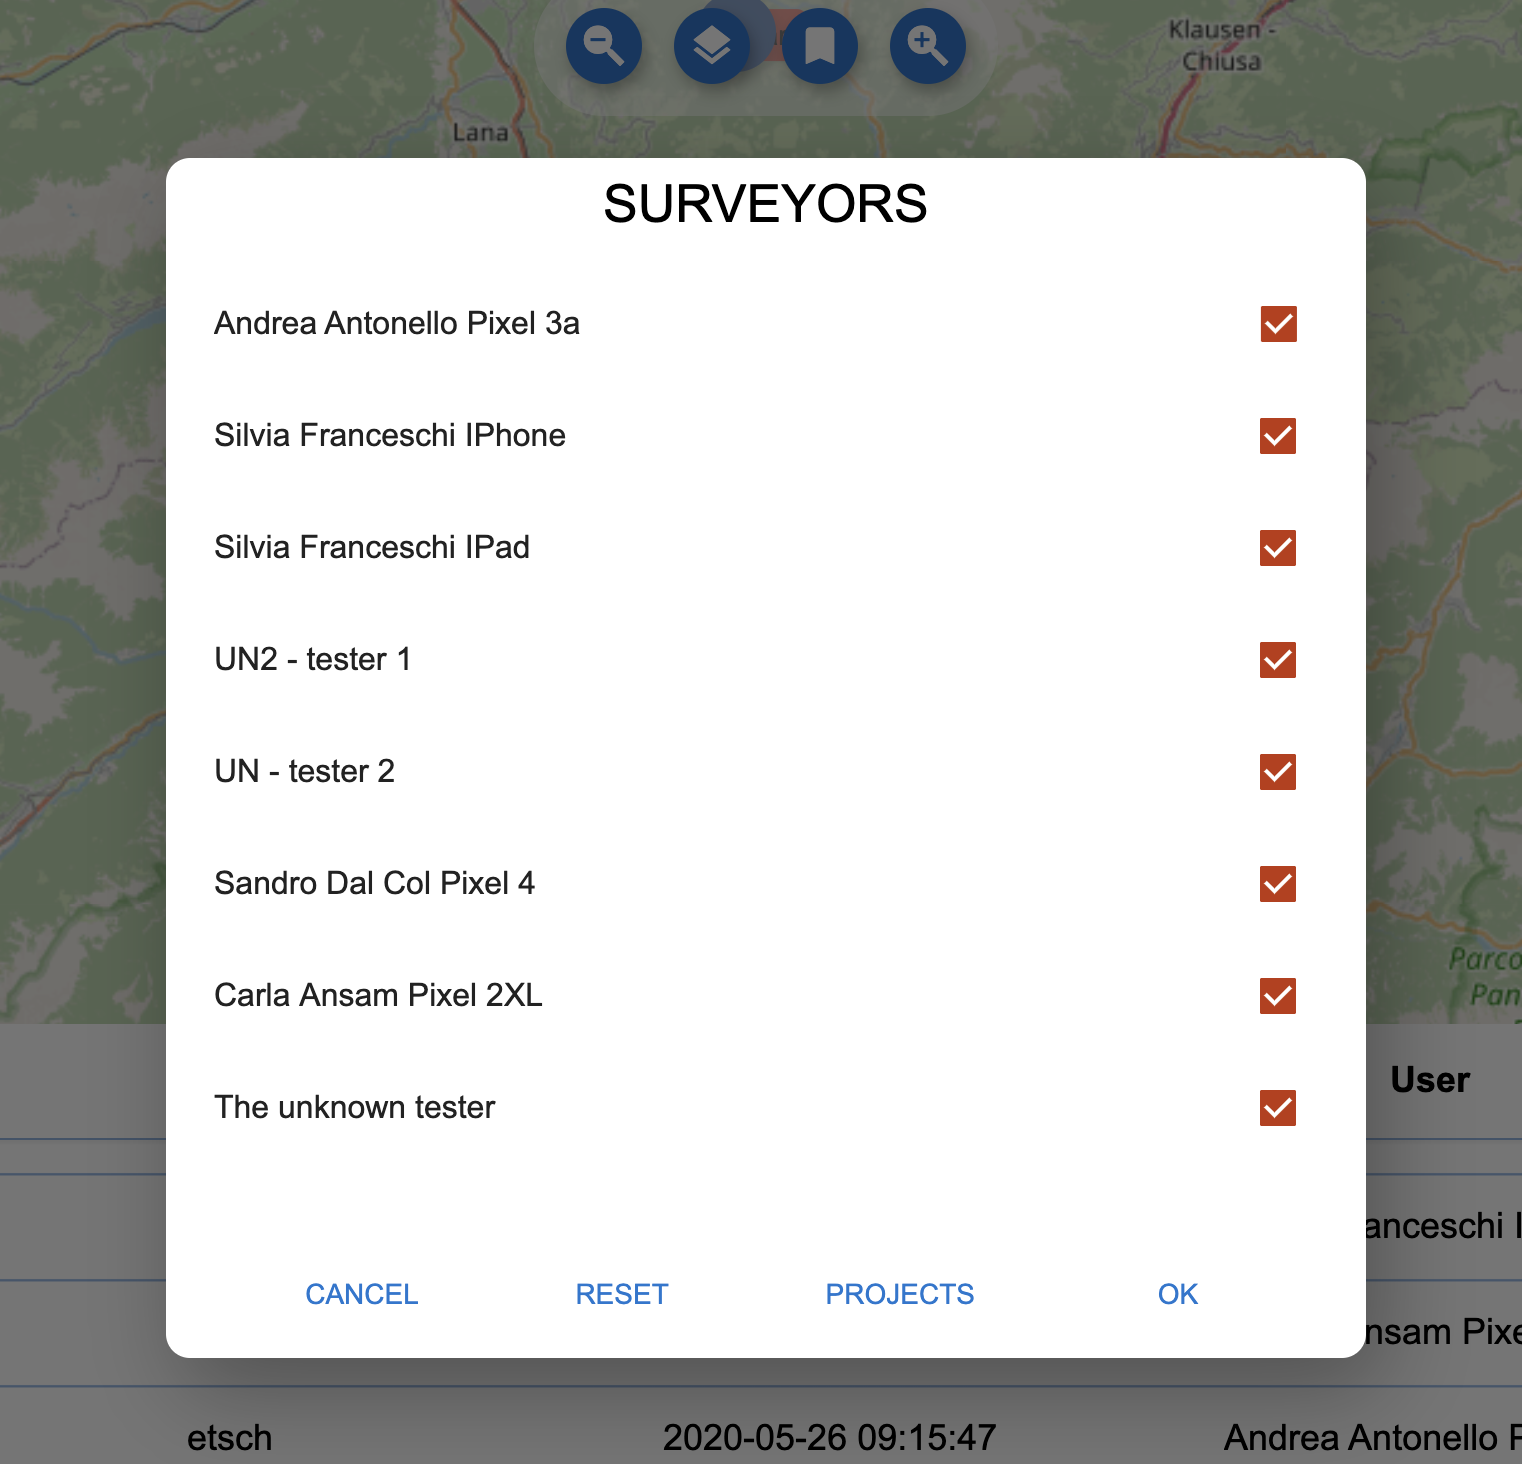 Klausen -
Chiusa
Lana
SURVEYORS
Andrea Antonello Pixel 3a
Silvia Franceschi IPhone
Silvia Franceschi IPad
UN2 - tester 1
UN - tester 2
Sandro Dal Col Pixel 4
Carla Ansam Pixel 2XL
The unknown tester
CANCEL RESET PROJECTS OK
Parco
Pan
User
anceschi I
nsam Pixe
etsch 2020-05-26 09:15:47 Andrea Antonello P